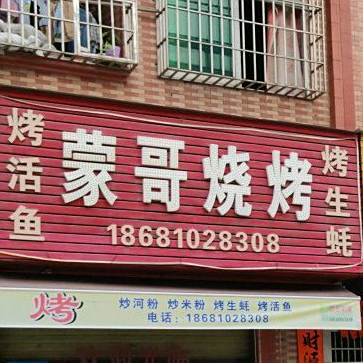 烤活鱼
蒙哥烧烤
烤生蚝
18681028308
烤
炒河粉 炒米粉 烤生蚝 烤活鱼
电话：18681028308
财